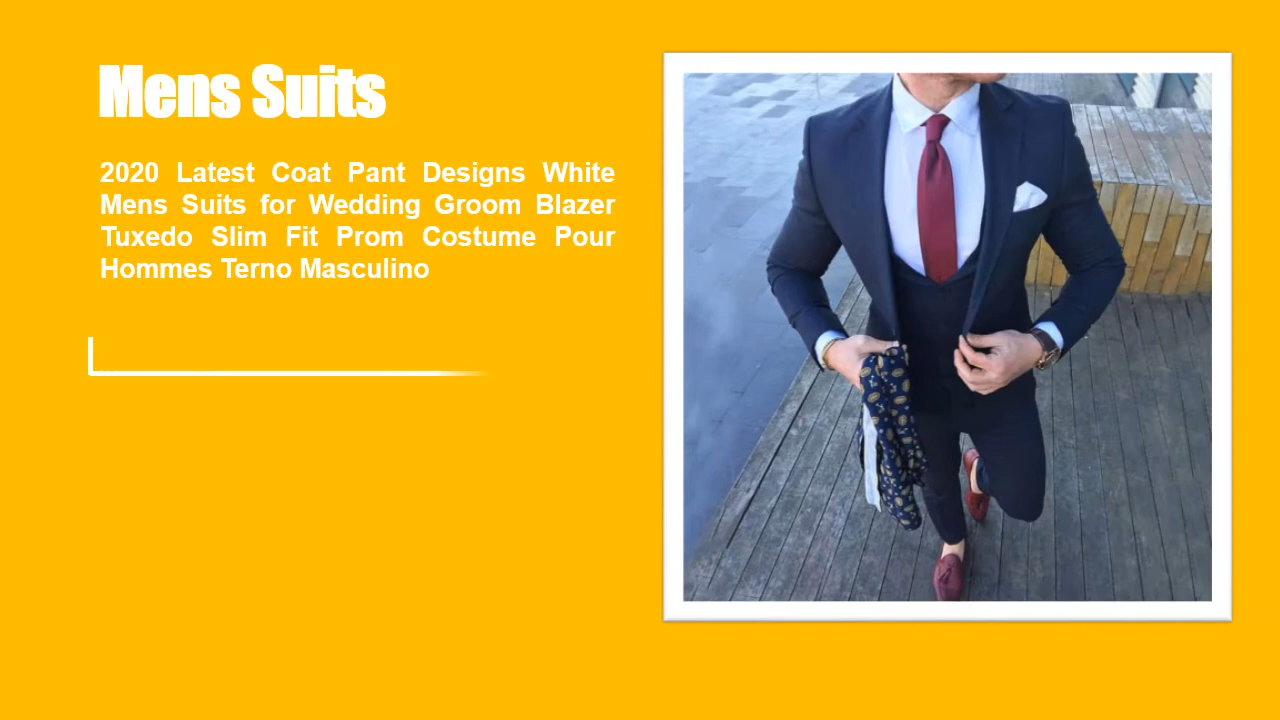 Mens Suits
2020 Latest Coat Pant Designs White
Mens Suits for Wedding Groom Blazer
Tuxedo Slim Fit Prom Costume Pour
Hommes Terno Masculino